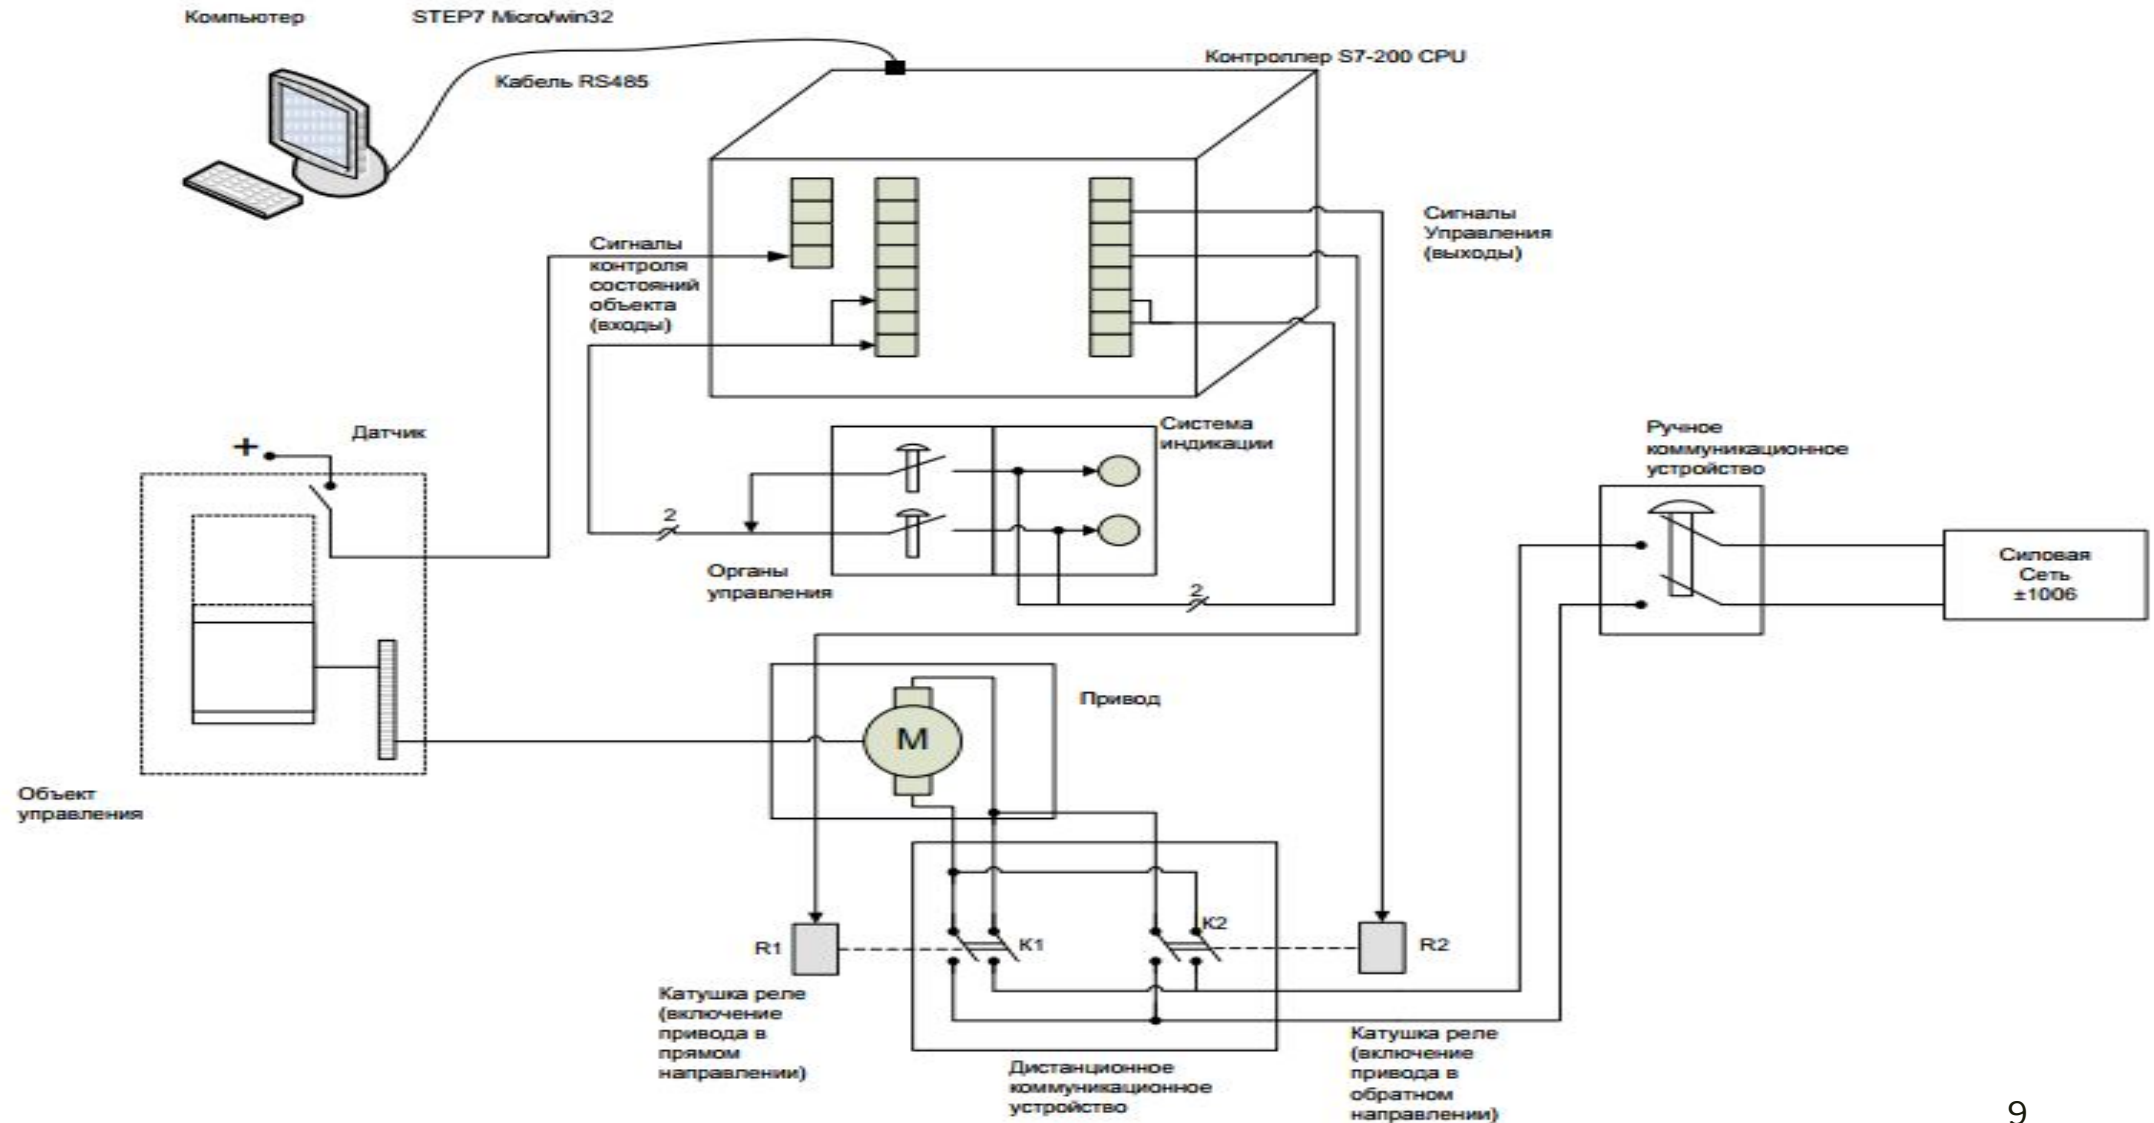 Компьютер
STEP7 Micro/win32
Кабель RS485
Контроллер S7-200 CPU
Сигналы
контроля
состояний
объекта
(входы)
Сигналы
Управления
(выходы)
Датчик
+
Система
индикации
Ручное
коммуникационное
устройство
2
Органы
управления
2
Силовая
Сеть
±100б
Привод
M
Объект
управления
K1
K2
R1
R2
Катушка реле
(включение
привода в
прямом
направлении)
Дистанционное
коммуникационное
устройство
Катушка реле
(включение
привода в
обратном
направлении)
9